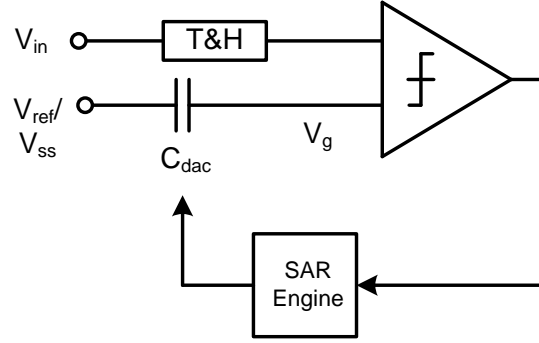 V_in
T&H
V_ref/
V_ss
C_dac
V_g
SAR
Engine